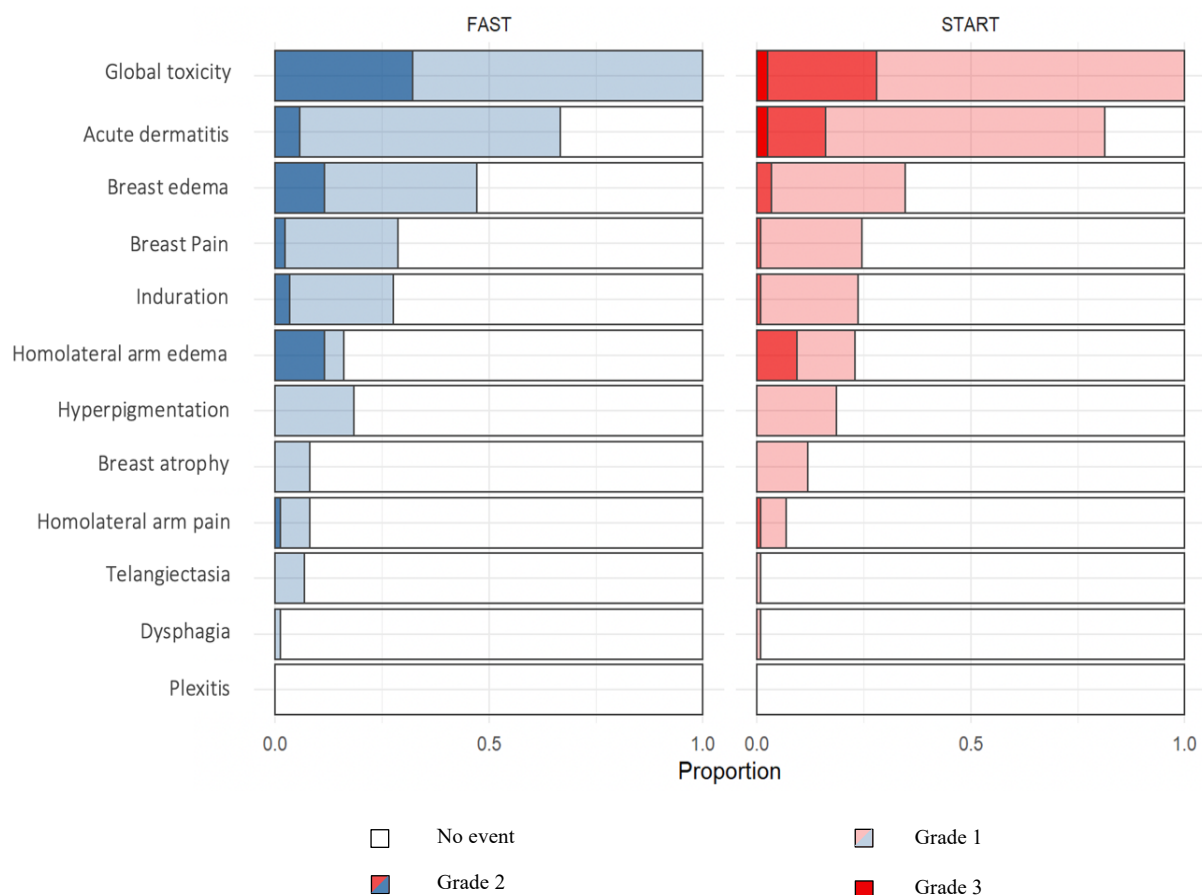 FAST START
Global toxicity
Acute dermatitis
Breast edema
Breast Pain
Induration
Homolateral arm edema
Hyperpigmentation
Breast atrophy
Homolateral arm pain
Telangiectasia
Dysphagia
Plexitis
0.0 0.5 1.0 0.0 0.5 1.0
Proportion
No event Grade 1
Grade 2 Grade 3